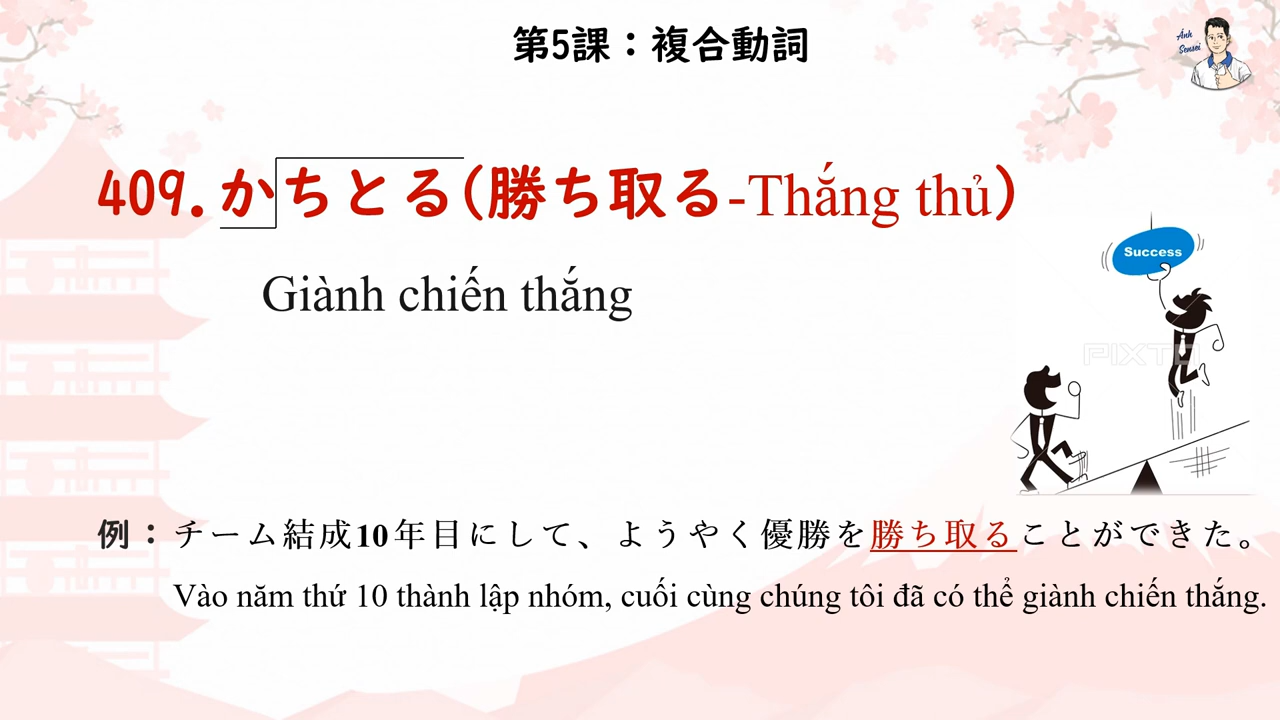 第5課：複合動詞
Ánh
Sensei
409.かちとる(勝ち取る-Thắng thủ)
Giành chiến thắng
Success
PIXTA
例：チーム結成10年目にして、ようやく優勝を勝ち取ることができた。
Vào năm thứ 10 thành lập nhóm, cuối cùng chúng tôi đã có thể giành chiến thắng.